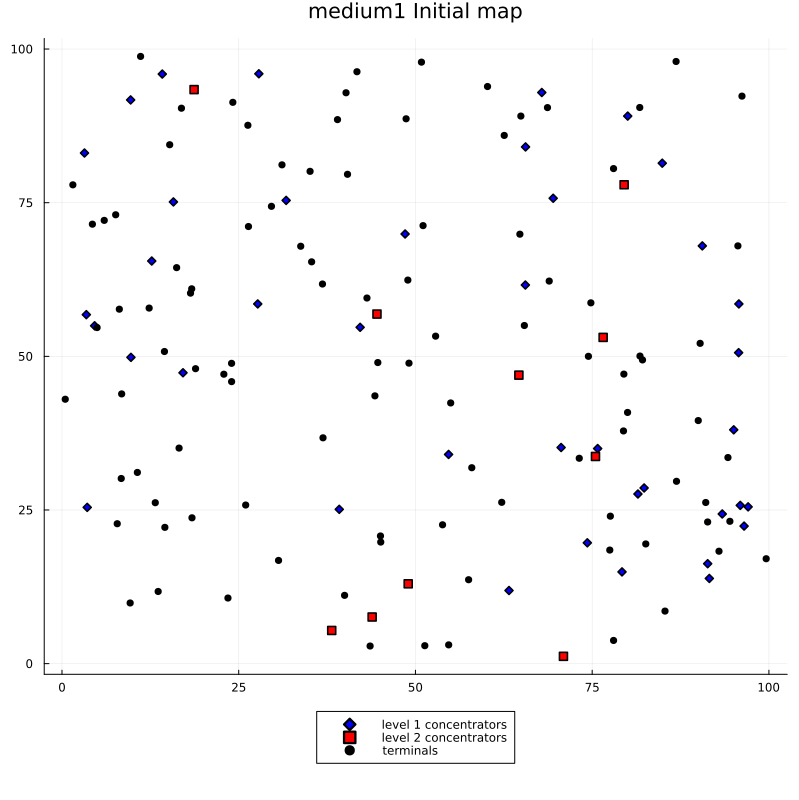 medium1 Initial map
100
75
50
25
0
0 25 50 75 100
level 1 concentrators
level 2 concentrators
terminals